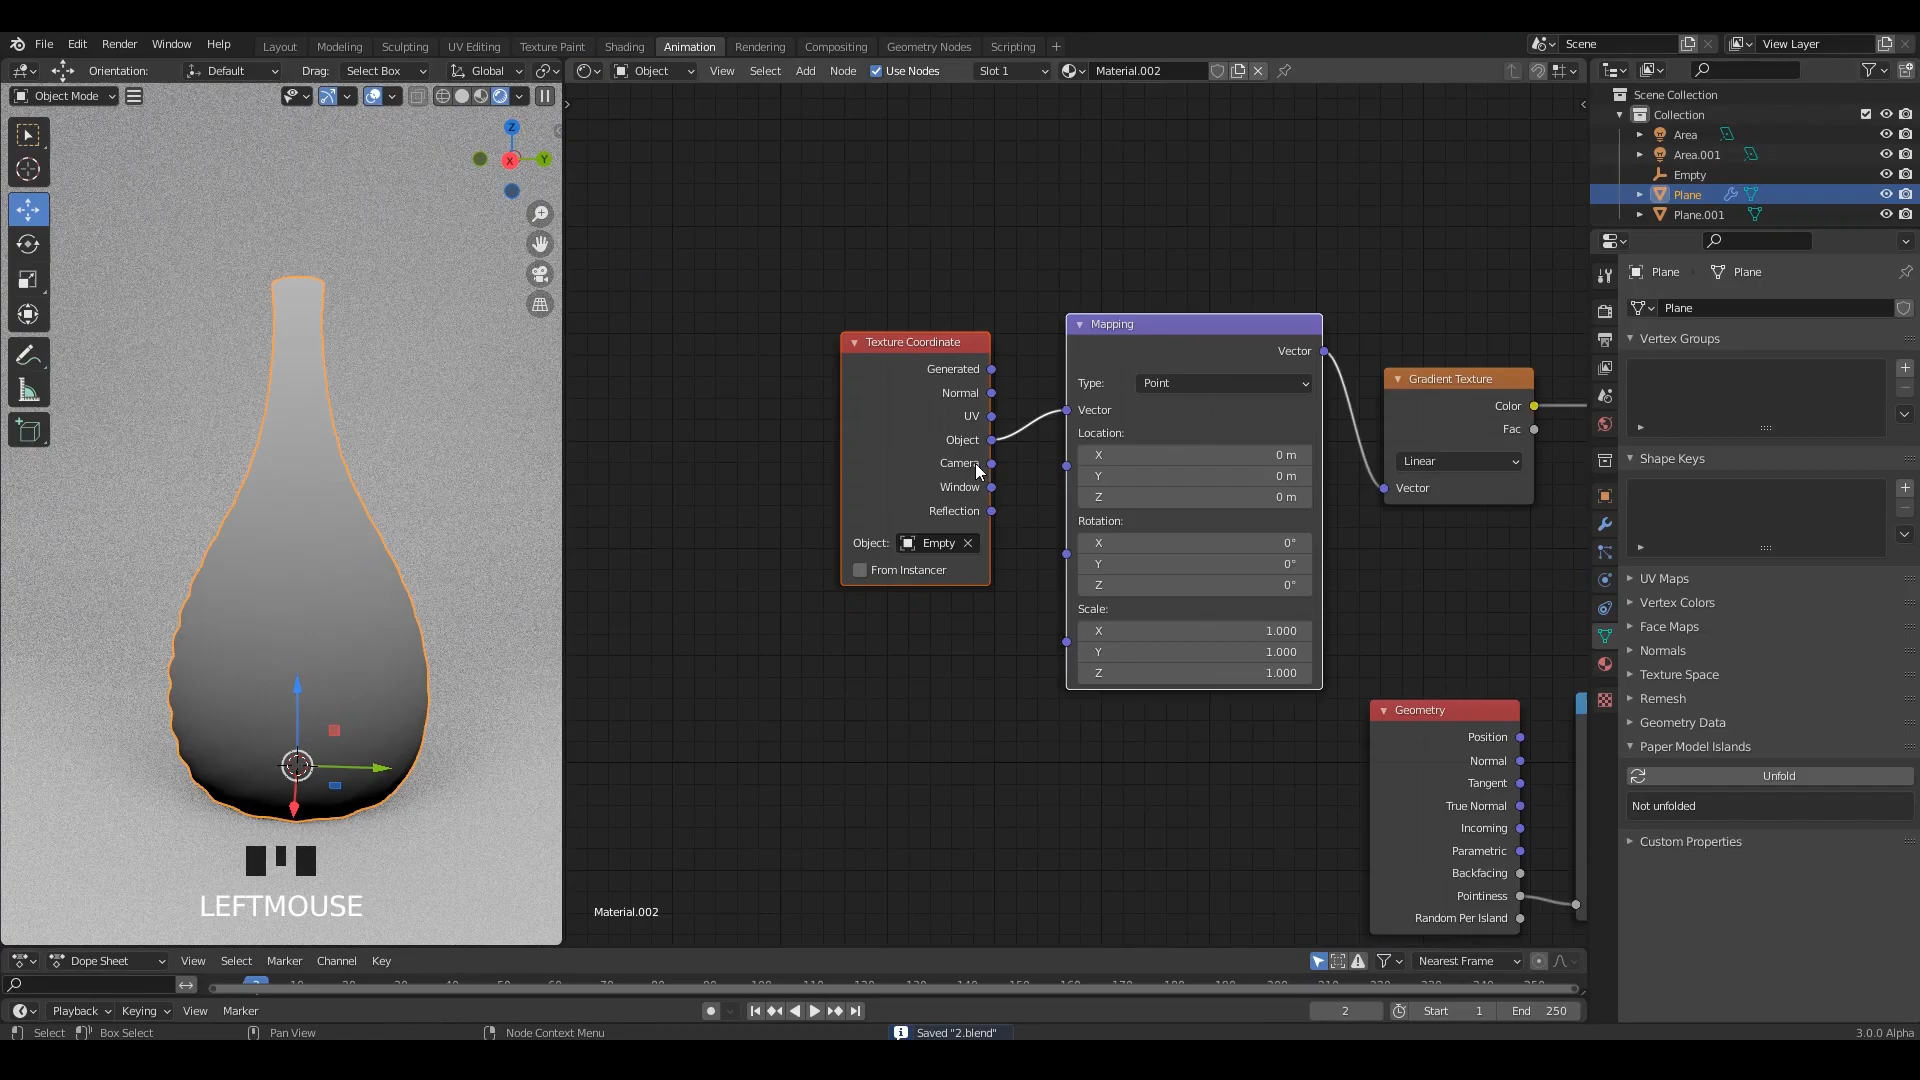 File Edit Render Window Help Layout Modeling Sculpting UV Editing Texture Paint Shading Animation Rendering Compositing Geometry Nodes Scripting + Scene View Layer
Orientation: Default Drag: Select Box Global Object View Select Add Node Use Nodes Slot 1 Material.002
Object Mode
Z
X
Y
LEFTMOUSE
Texture Coordinate
Generated
Normal
UV
Object
Camera
Window
Reflection
Object: Empty
From Instancer
Mapping
Vector
Type: Point
Vector
Location:
X 0 m
Y 0 m
Z 0 m
Rotation:
X 0°
Y 0°
Z 0°
Scale:
X 1.000
Y 1.000
Z 1.000
Gradient Texture
Color
Fac
Linear
Vector
Geometry
Position
Normal
Tangent
True Normal
Incoming
Parametric
Backfacing
Pointiness
Random Per Island
Material.002
Scene Collection
Collection
Area
Area.001
Empty
Plane
Plane.001
Plane Plane
Plane
Vertex Groups
Shape Keys
UV Maps
Vertex Colors
Face Maps
Normals
Texture Space
Remesh
Geometry Data
Paper Model Islands
Unfold
Not unfolded
Custom Properties
Dope Sheet View Select Marker Channel Key Nearest Frame
Playback Keying View Marker 2 Start 1 End 250
Select Box Select Pan View Node Context Menu Saved "2.blend" 3.0.0 Alpha